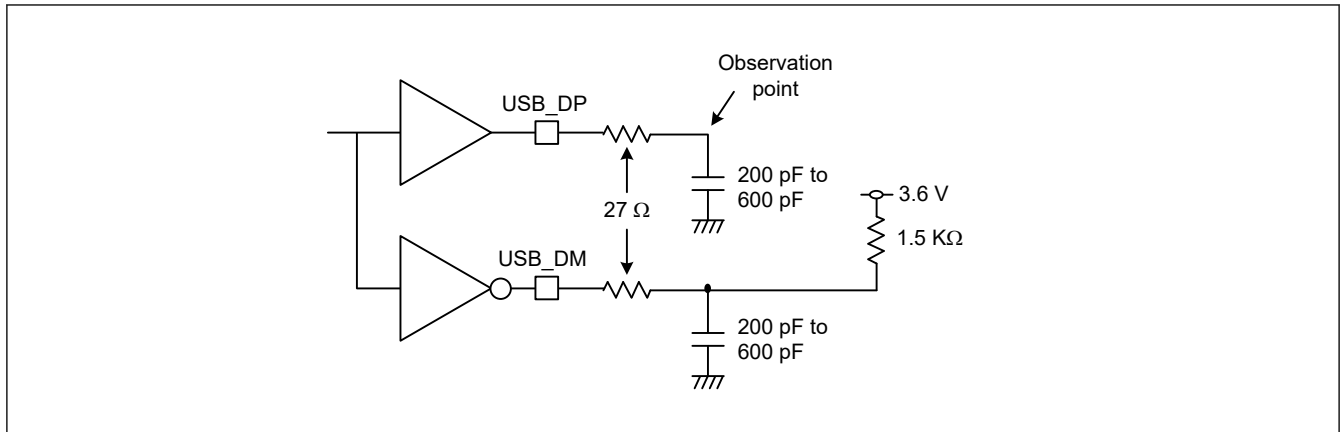 Observation
point
USB_DP
200 pF to
600 pF
3.6 V
27 Ω
1.5 KΩ
USB_DM
200 pF to
600 pF